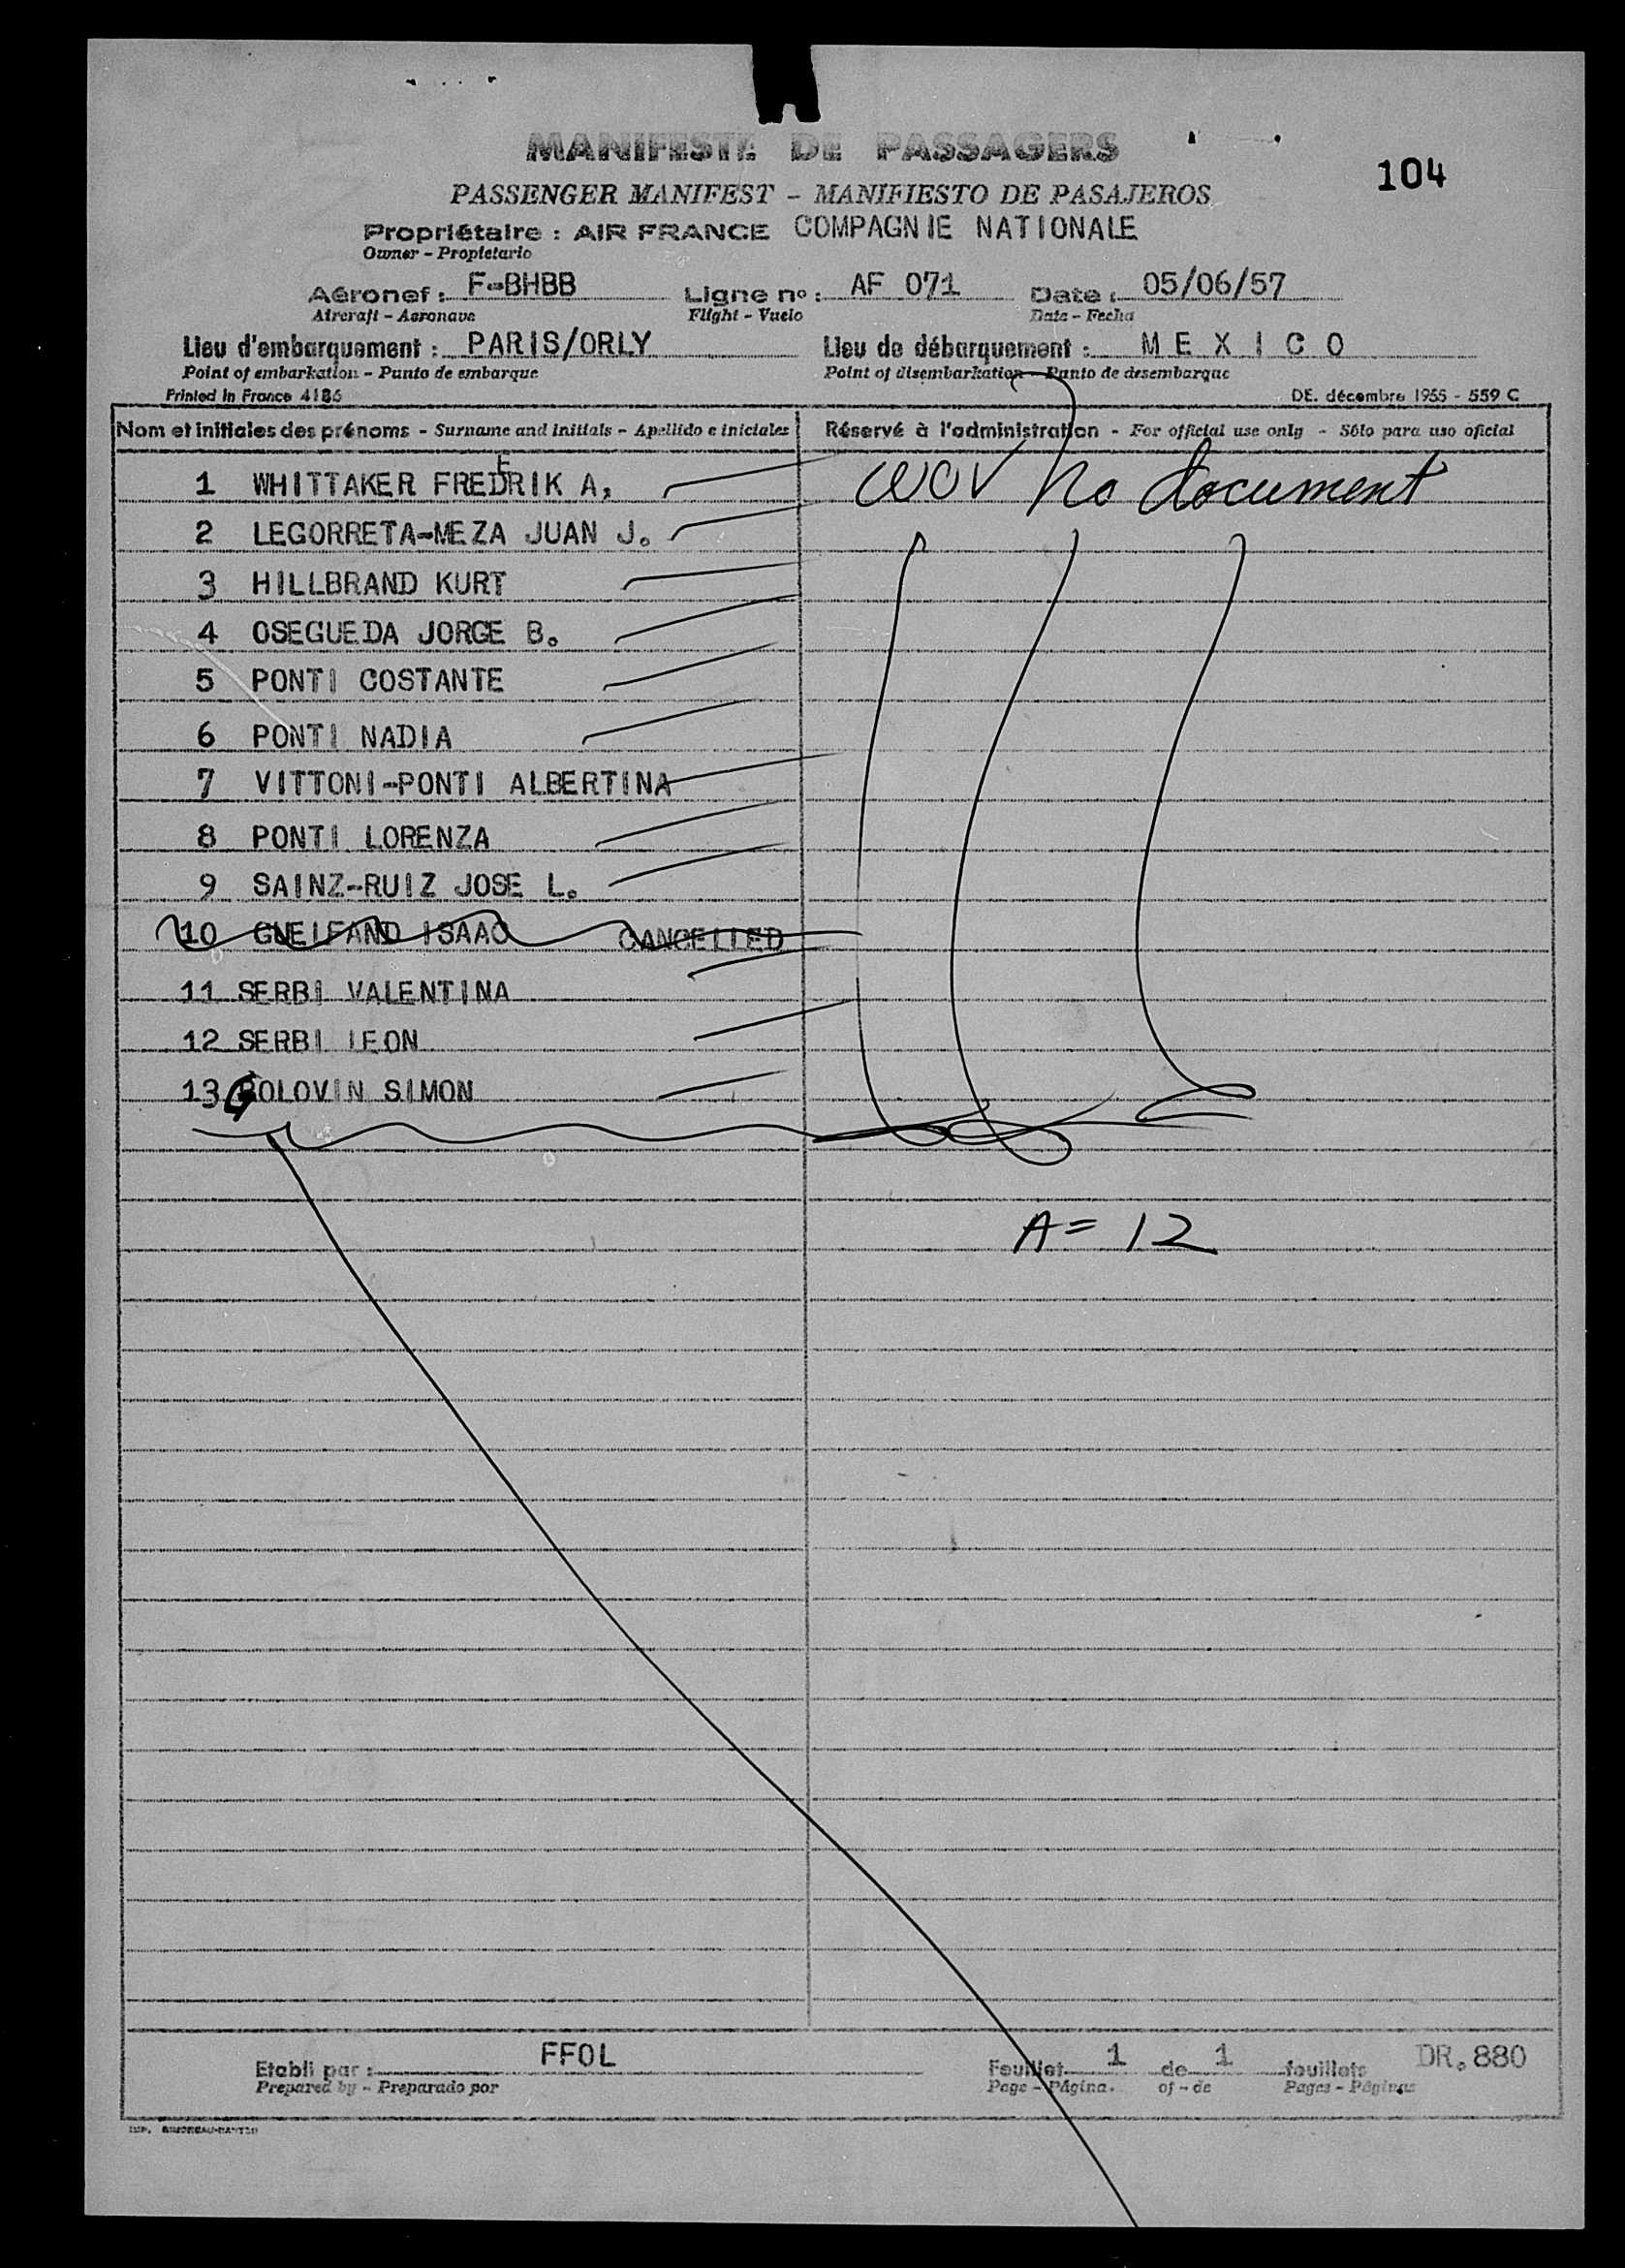 MANIFESTE DE PASSAGERS
104
PASSENGER MANIFEST - MANIFIESTO DE PASAJEROS
Propriétaire : AIR FRANCE COMPAGNIE NATIONALE
Owner - Propietario
Aéronef : F-BHBB Ligne nº : AF 071 Date : 05/06/57
Aircraft - Aeronave Flight - Vuelo Date - Fecha
Lieu d'embarquement : PARIS/ORLY Lieu de débarquement : M E X I C O
Point of embarkation - Punto de embarque Point of disembarkation - Punto de desembarque
Printed in France 4186 DE. décembre 1955 - 559 C
Nom et initiales des prénoms - Surname and initials - Apellido e iniciales Réservé à l'administration - For official use only - Sólo para uso oficial
1 WHITTAKER FREDERIK A, WOV No document
2 LEGORRETA-MEZA JUAN J.
3 HILLBRAND KURT
4 OSEGUEDA JORGE B.
5 PONTI COSTANTE
6 PONTI NADIA
7 VITTONI-PONTI ALBERTINA
8 PONTI LORENZA
9 SAINZ-RUIZ JOSE L.
10 GUELFAND ISAAC CANCELLED
11 SERBI VALENTINA
12 SERBI LEON
13 GOLOVIN SIMON
A = 12
Etabli par : FFOL Feuillet 1 de 1 feuillets DR. 880
Prepared by - Preparado por Page - Página of - de Pages - Páginas